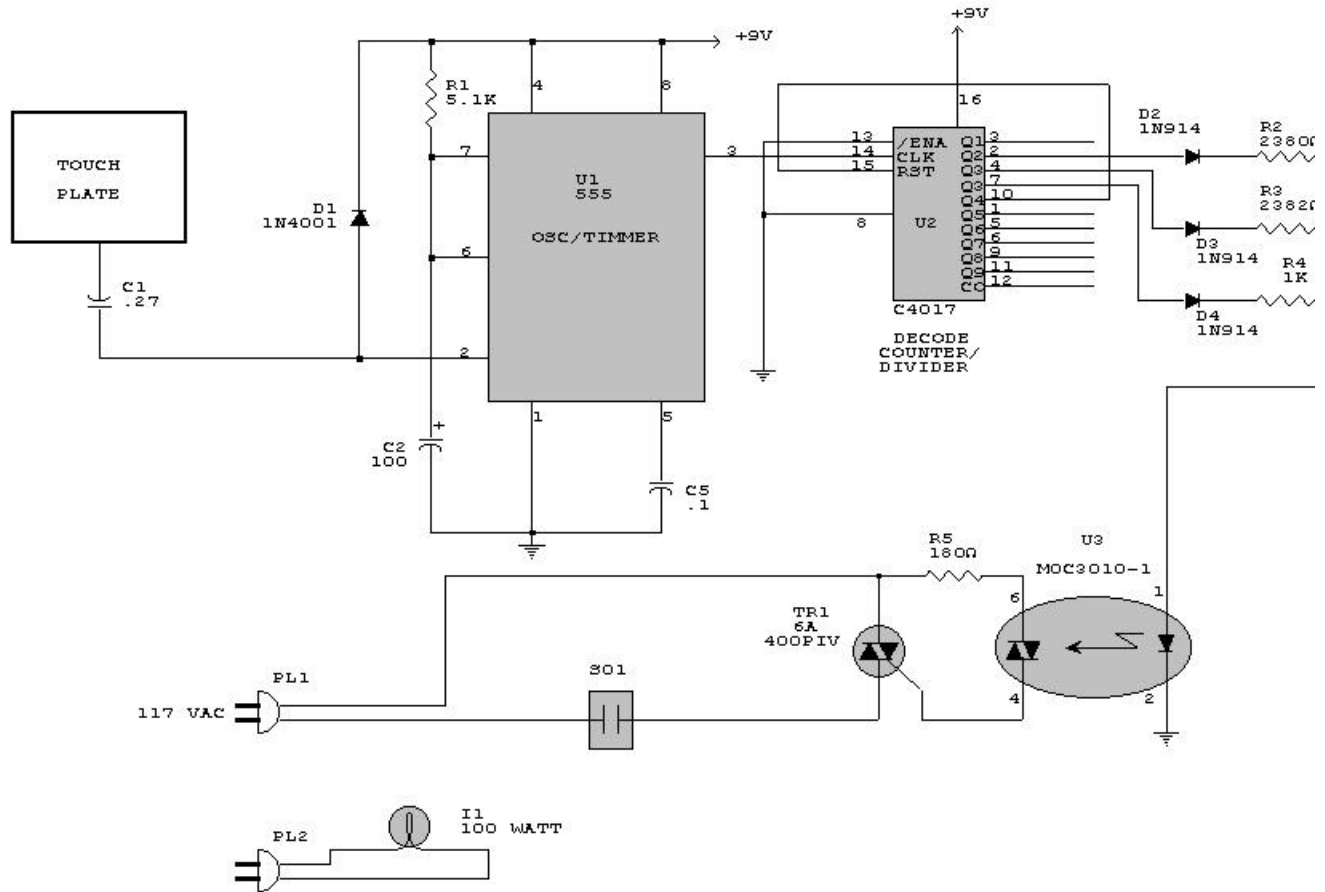 +9V
+9V
R1
5.1K
4
8
16
TOUCH
PLATE
D1
1N4001
7
6
2
U1
555
OSC/TIMMER
3
1
5
C1
.27
C2
100
+
C5
.1
13
14
15
8
/ENA
CLK
RST
U2
Q1
Q2
Q3
Q3
Q4
Q5
Q6
Q7
Q8
Q9
CO
3
2
4
7
10
1
5
6
9
11
12
C4017
DECODE
COUNTER/
DIVIDER
D2
1N914
R2
2380Ω
R3
2382Ω
D3
1N914
R4
1K
D4
1N914
R5
180Ω
U3
MOC3010-1
6
1
4
2
TR1
6A
400PIV
SO1
PL1
117 VAC
PL2
I1
100 WATT